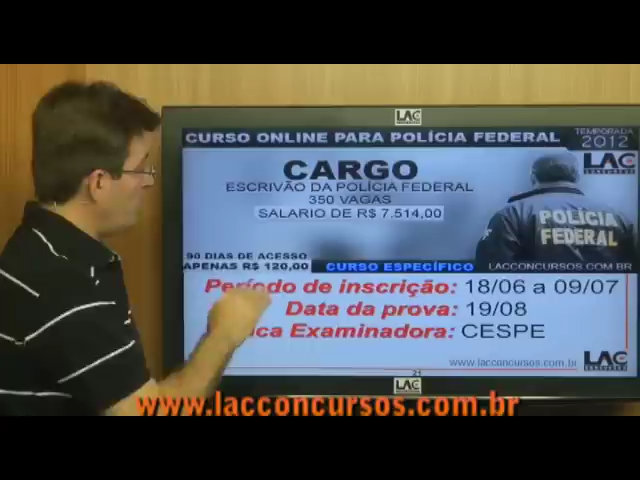 LAC
CURSO ONLINE PARA POLÍCIA FEDERAL
TEMPORADA
2012
LAC
CONCURSOS
CARGO
ESCRIVÃO DA POLÍCIA FEDERAL
350 VAGAS
SALARIO DE R$ 7.514,00
POLÍCIA
FEDERAL
90 DIAS DE ACESSO
APENAS R$ 120,00
CURSO ESPECÍFICO
LACCONCURSOS.COM.BR
Período de inscrição: 18/06 a 09/07
Data da prova: 19/08
Examinadora: CESPE
www.lacconcursos.com.br
LAC
CONCURSOS
21
LAC
www.lacconcursos.com.br